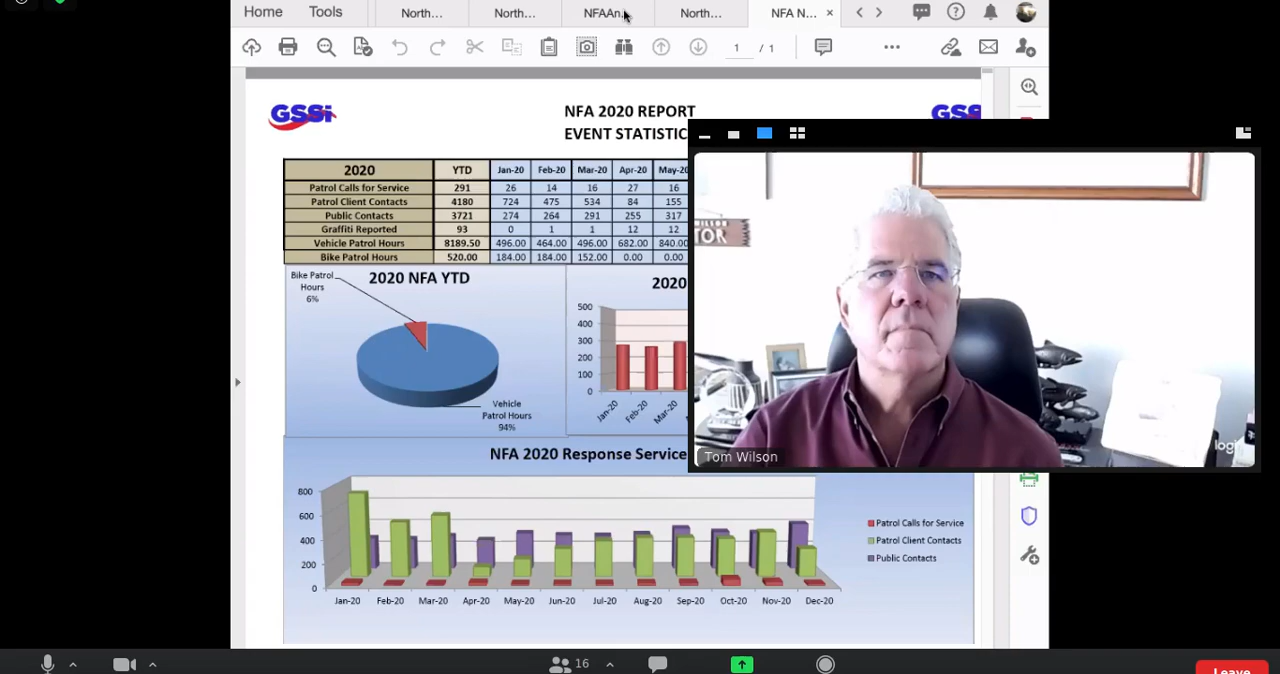 Home Tools North... North... NFAAn... North... NFA N... ×
1 / 1
GSSi NFA 2020 REPORT
EVENT STATISTIC
2020 YTD Jan-20 Feb-20 Mar-20 Apr-20 May-20
Patrol Calls for Service 291 26 14 16 27 16
Patrol Client Contacts 4180 724 475 534 84 155
Public Contacts 3721 274 264 291 255 317
Graffiti Reported 93 0 1 1 12 12
Vehicle Patrol Hours 8189.50 496.00 464.00 496.00 682.00 840.00
Bike Patrol Hours 520.00 184.00 184.00 152.00 0.00 0.00
2020 NFA YTD
Bike Patrol
Hours
6%
Vehicle
Patrol Hours
94%
2020
500
400
300
200
100
0
Jan-20 Feb-20 Mar-20
NFA 2020 Response Service
800
600
400
200
0
Jan-20 Feb-20 Mar-20 Apr-20 May-20 Jun-20 Jul-20 Aug-20 Sep-20 Oct-20 Nov-20 Dec-20
Patrol Calls for Service
Patrol Client Contacts
Public Contacts
WILSON
TOR
logi
Tom Wilson
16
Leave